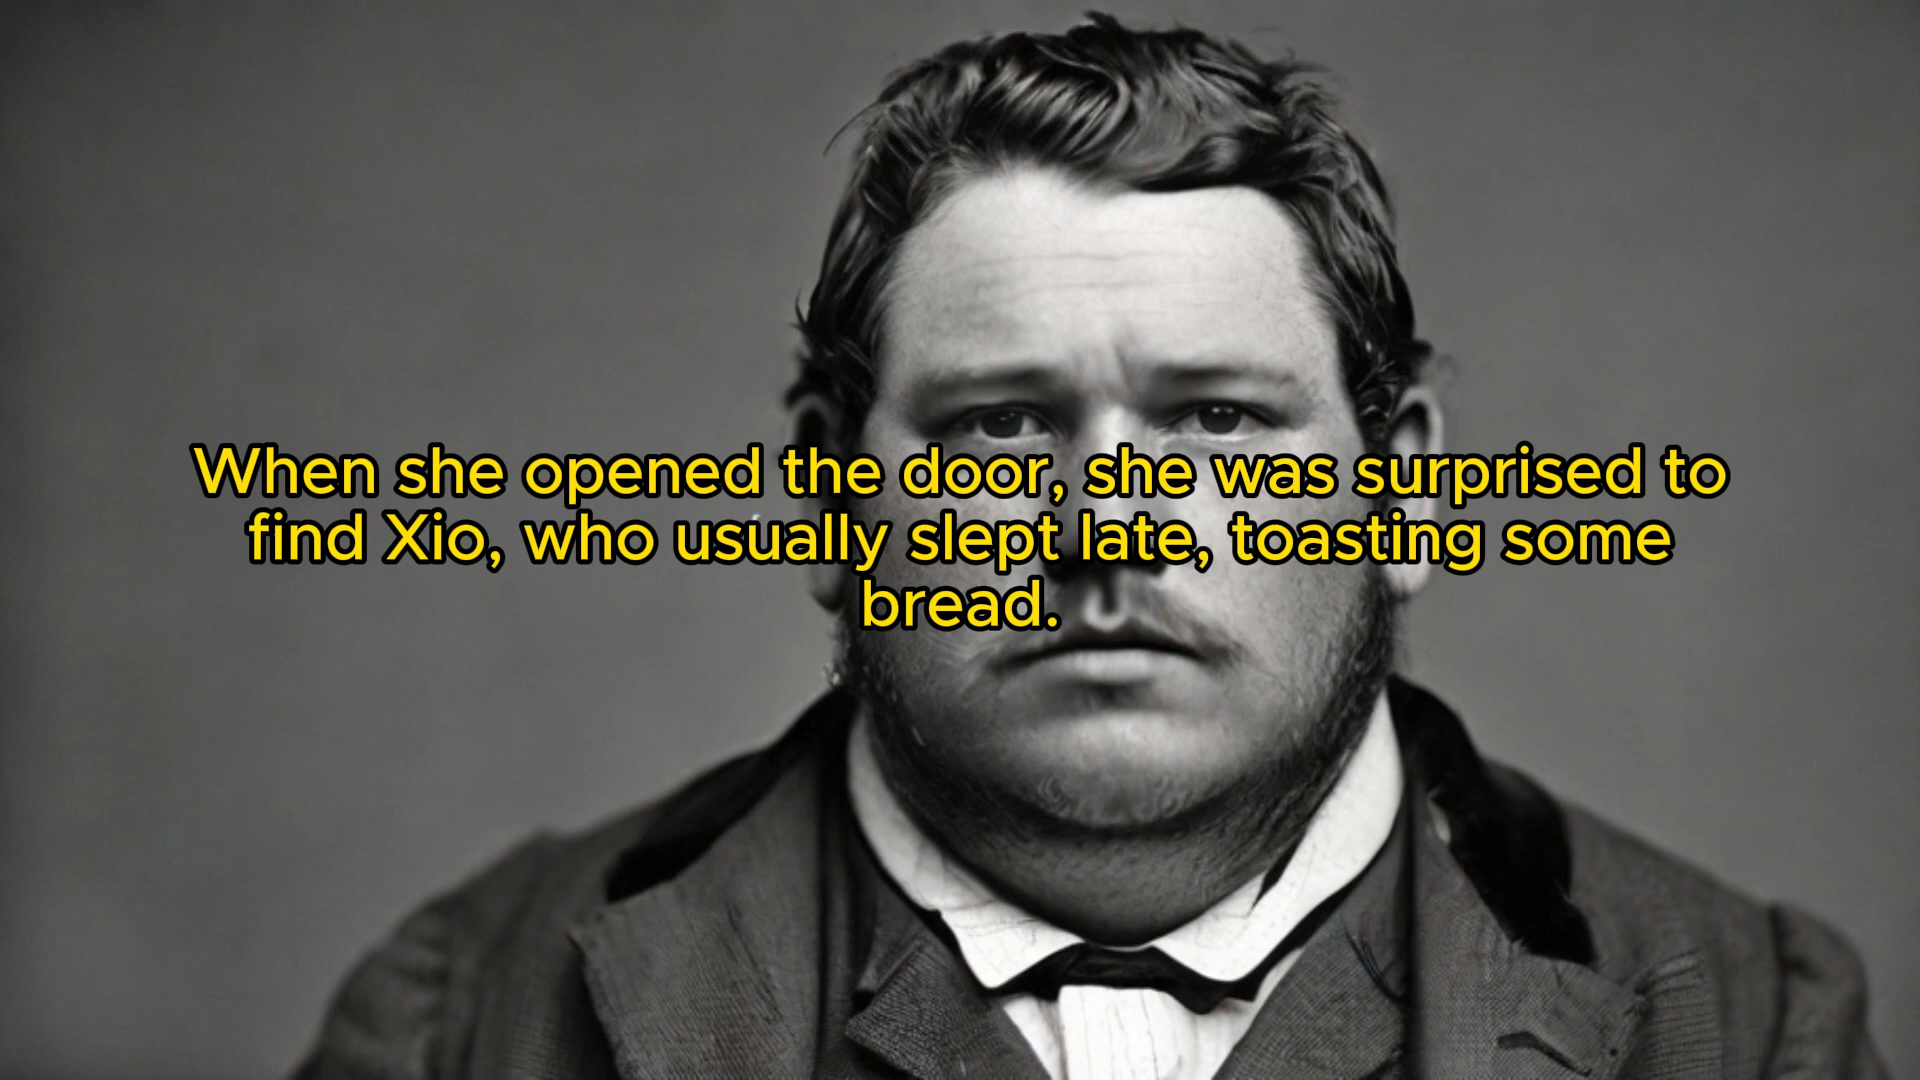 When she opened the door, she was surprised to
find Xio, who usually slept late, toasting some
bread.